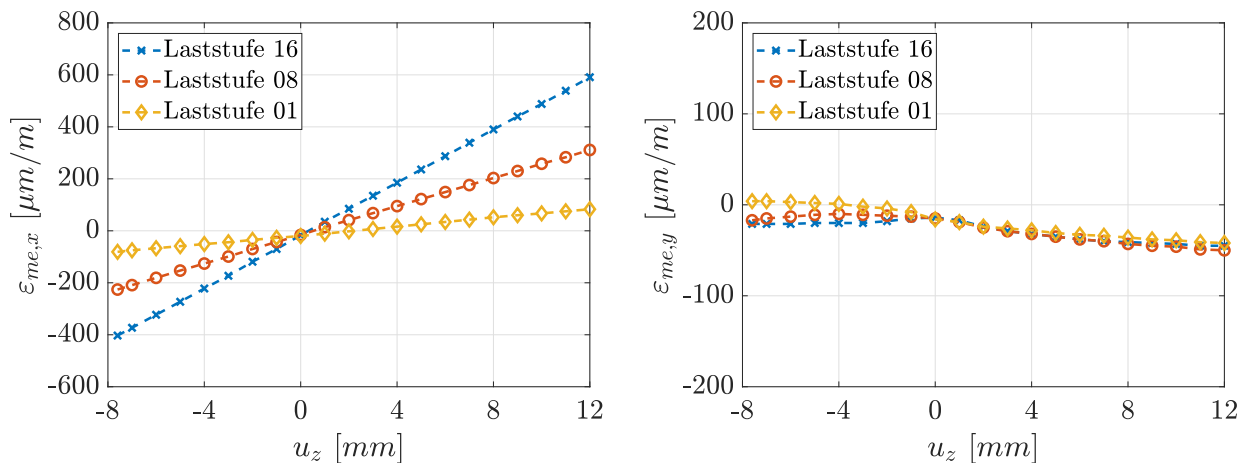 800
600
400
200
0
-200
-400
-600
-8
-4
0
4
8
12
ε_{me,x} [μm/m]
u_z [mm]
Laststufe 16
Laststufe 08
Laststufe 01
200
100
0
-100
-200
-8
-4
0
4
8
12
ε_{me,y} [μm/m]
u_z [mm]
Laststufe 16
Laststufe 08
Laststufe 01